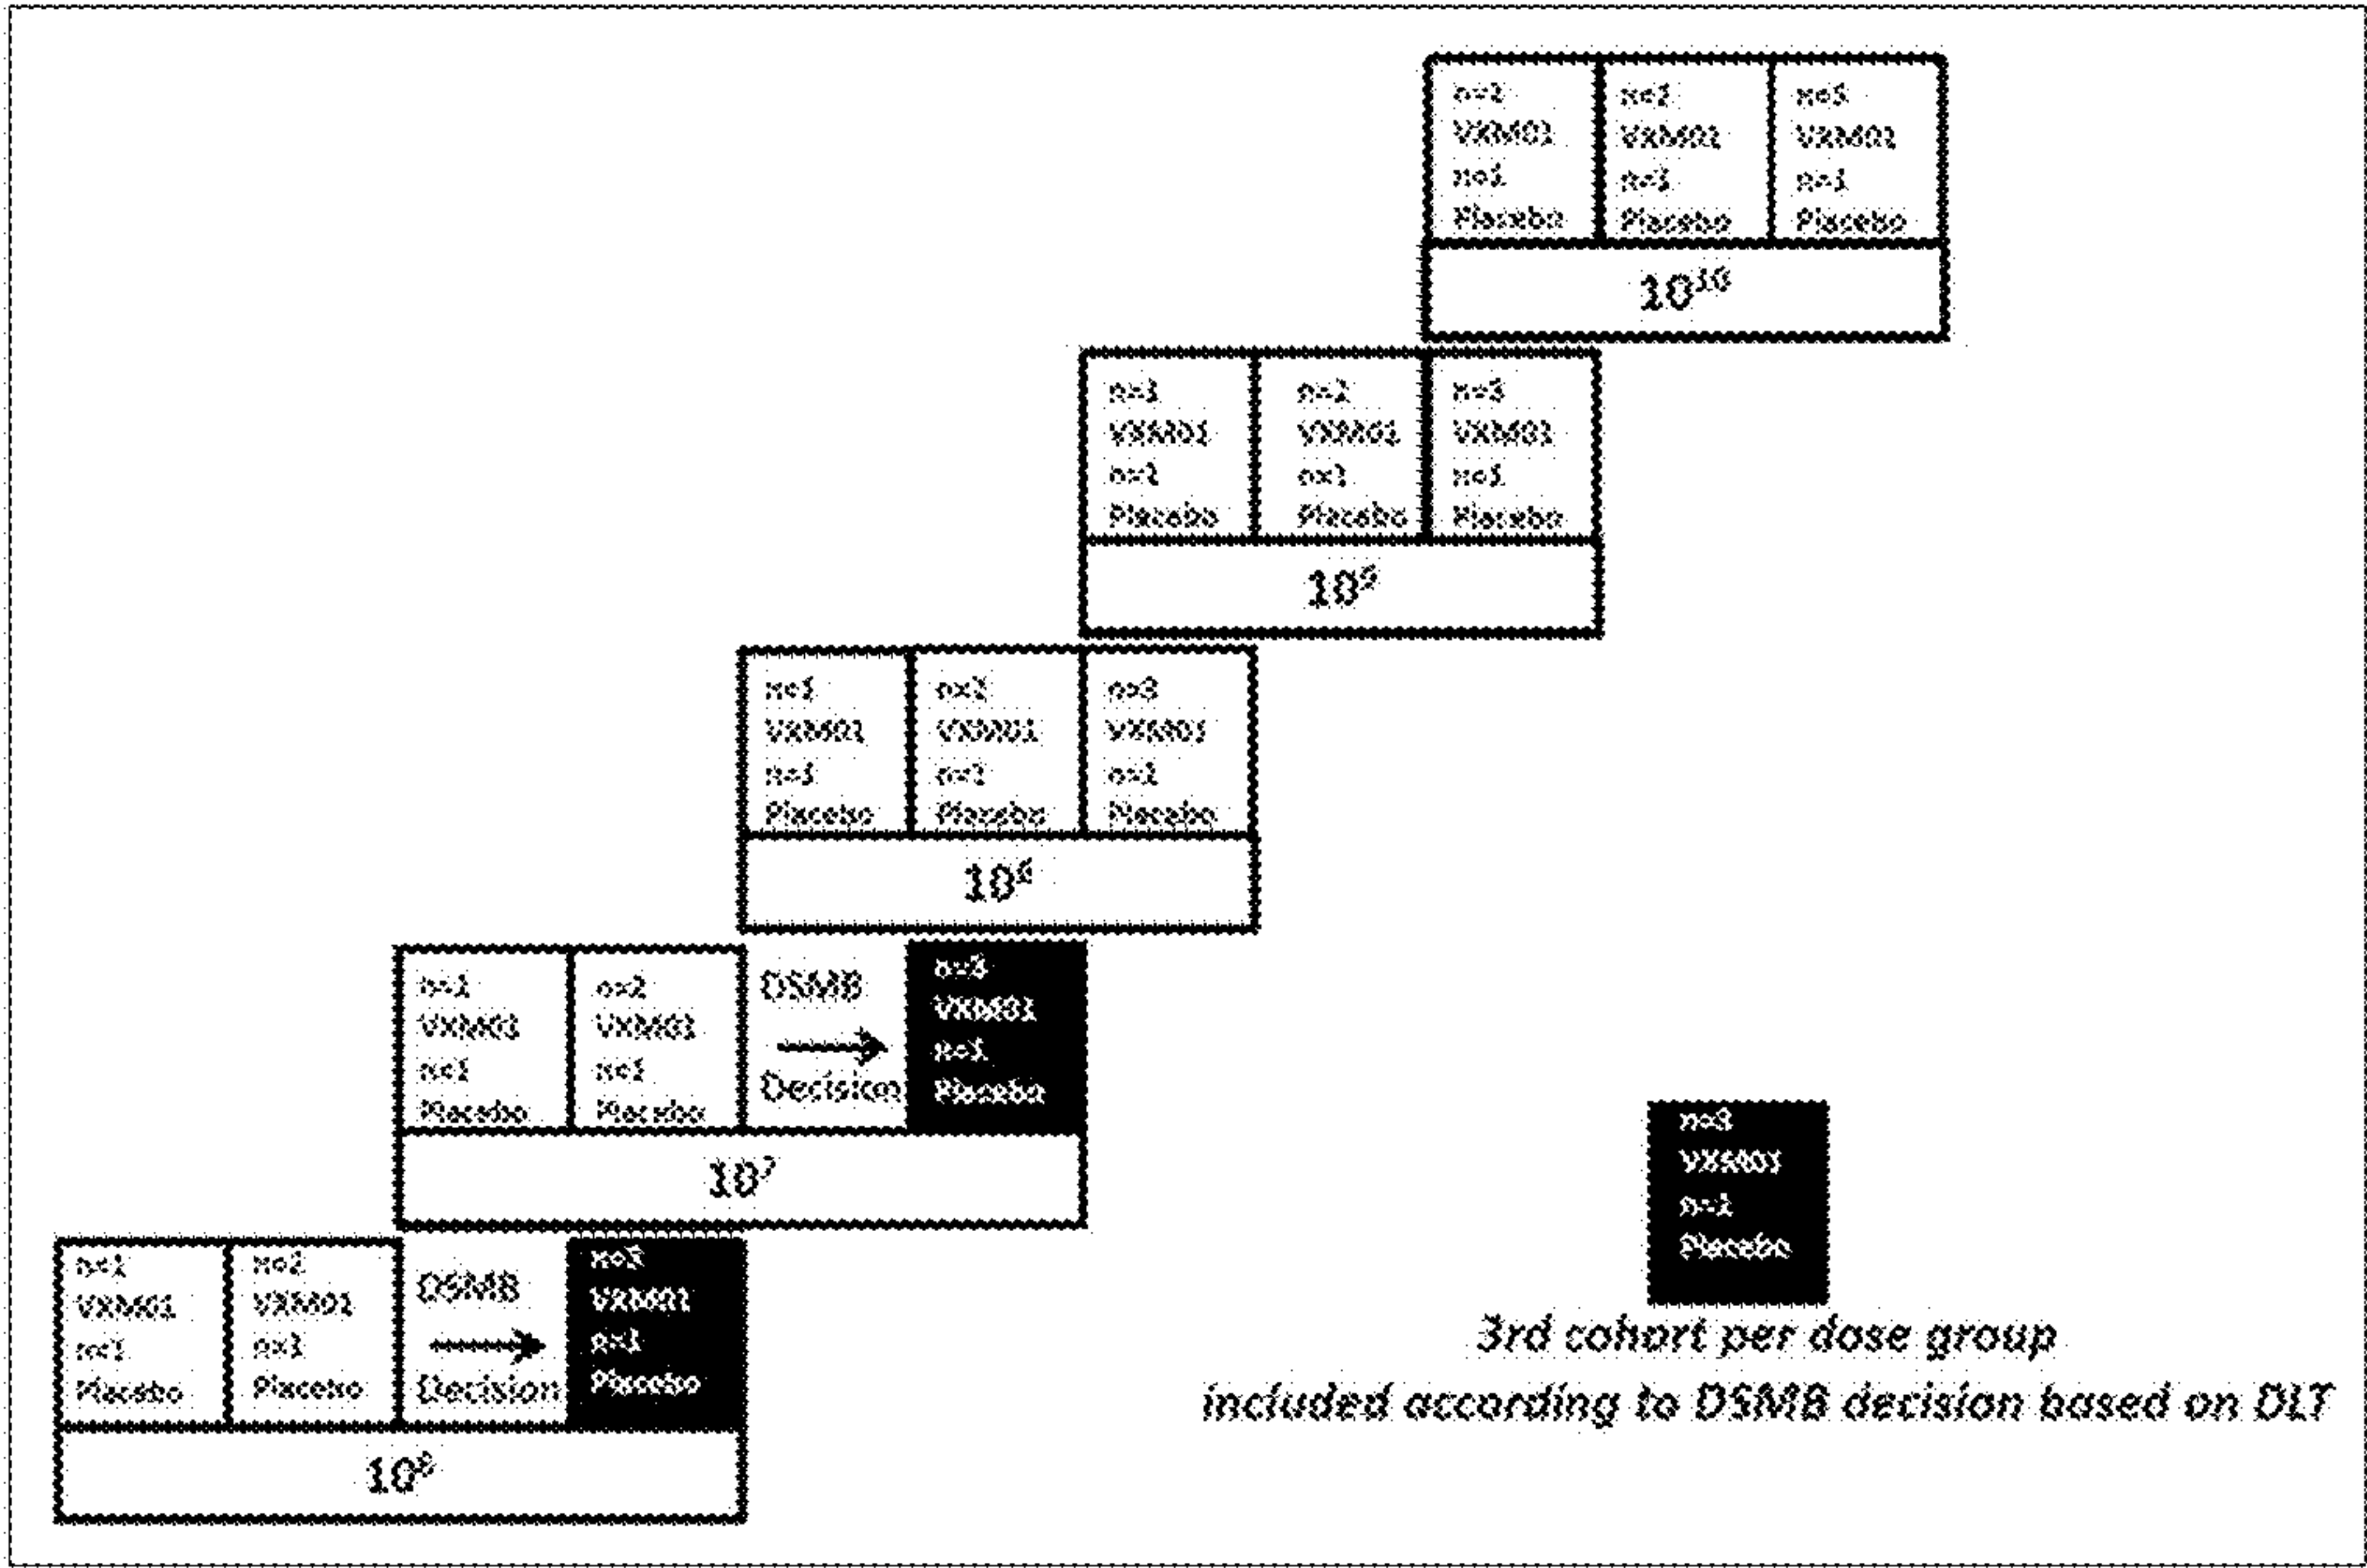 n=1
VXM01
n=1
Placebo
n=2
VXM01
n=1
Placebo
n=3
VXM01
n=1
Placebo
10¹⁰
n=1
VXM01
n=1
Placebo
n=2
VXM01
n=1
Placebo
n=3
VXM01
n=1
Placebo
10⁹
n=1
VXM01
n=1
Placebo
n=2
VXM01
n=1
Placebo
n=3
VXM01
n=1
Placebo
n=1
VXM01
n=1
Placebo
n=2
VXM01
n=1
Placebo
DSMB
Decision
n=3
VXM01
n=1
Placebo
10⁷
n=1
VXM01
n=1
Placebo
n=2
VXM01
n=1
Placebo
DSMB
Decision
n=3
VXM01
n=1
Placebo
n=3
VXM01
n=1
Placebo
3rd cohort per dose group
included according to DSMB decision based on DLT